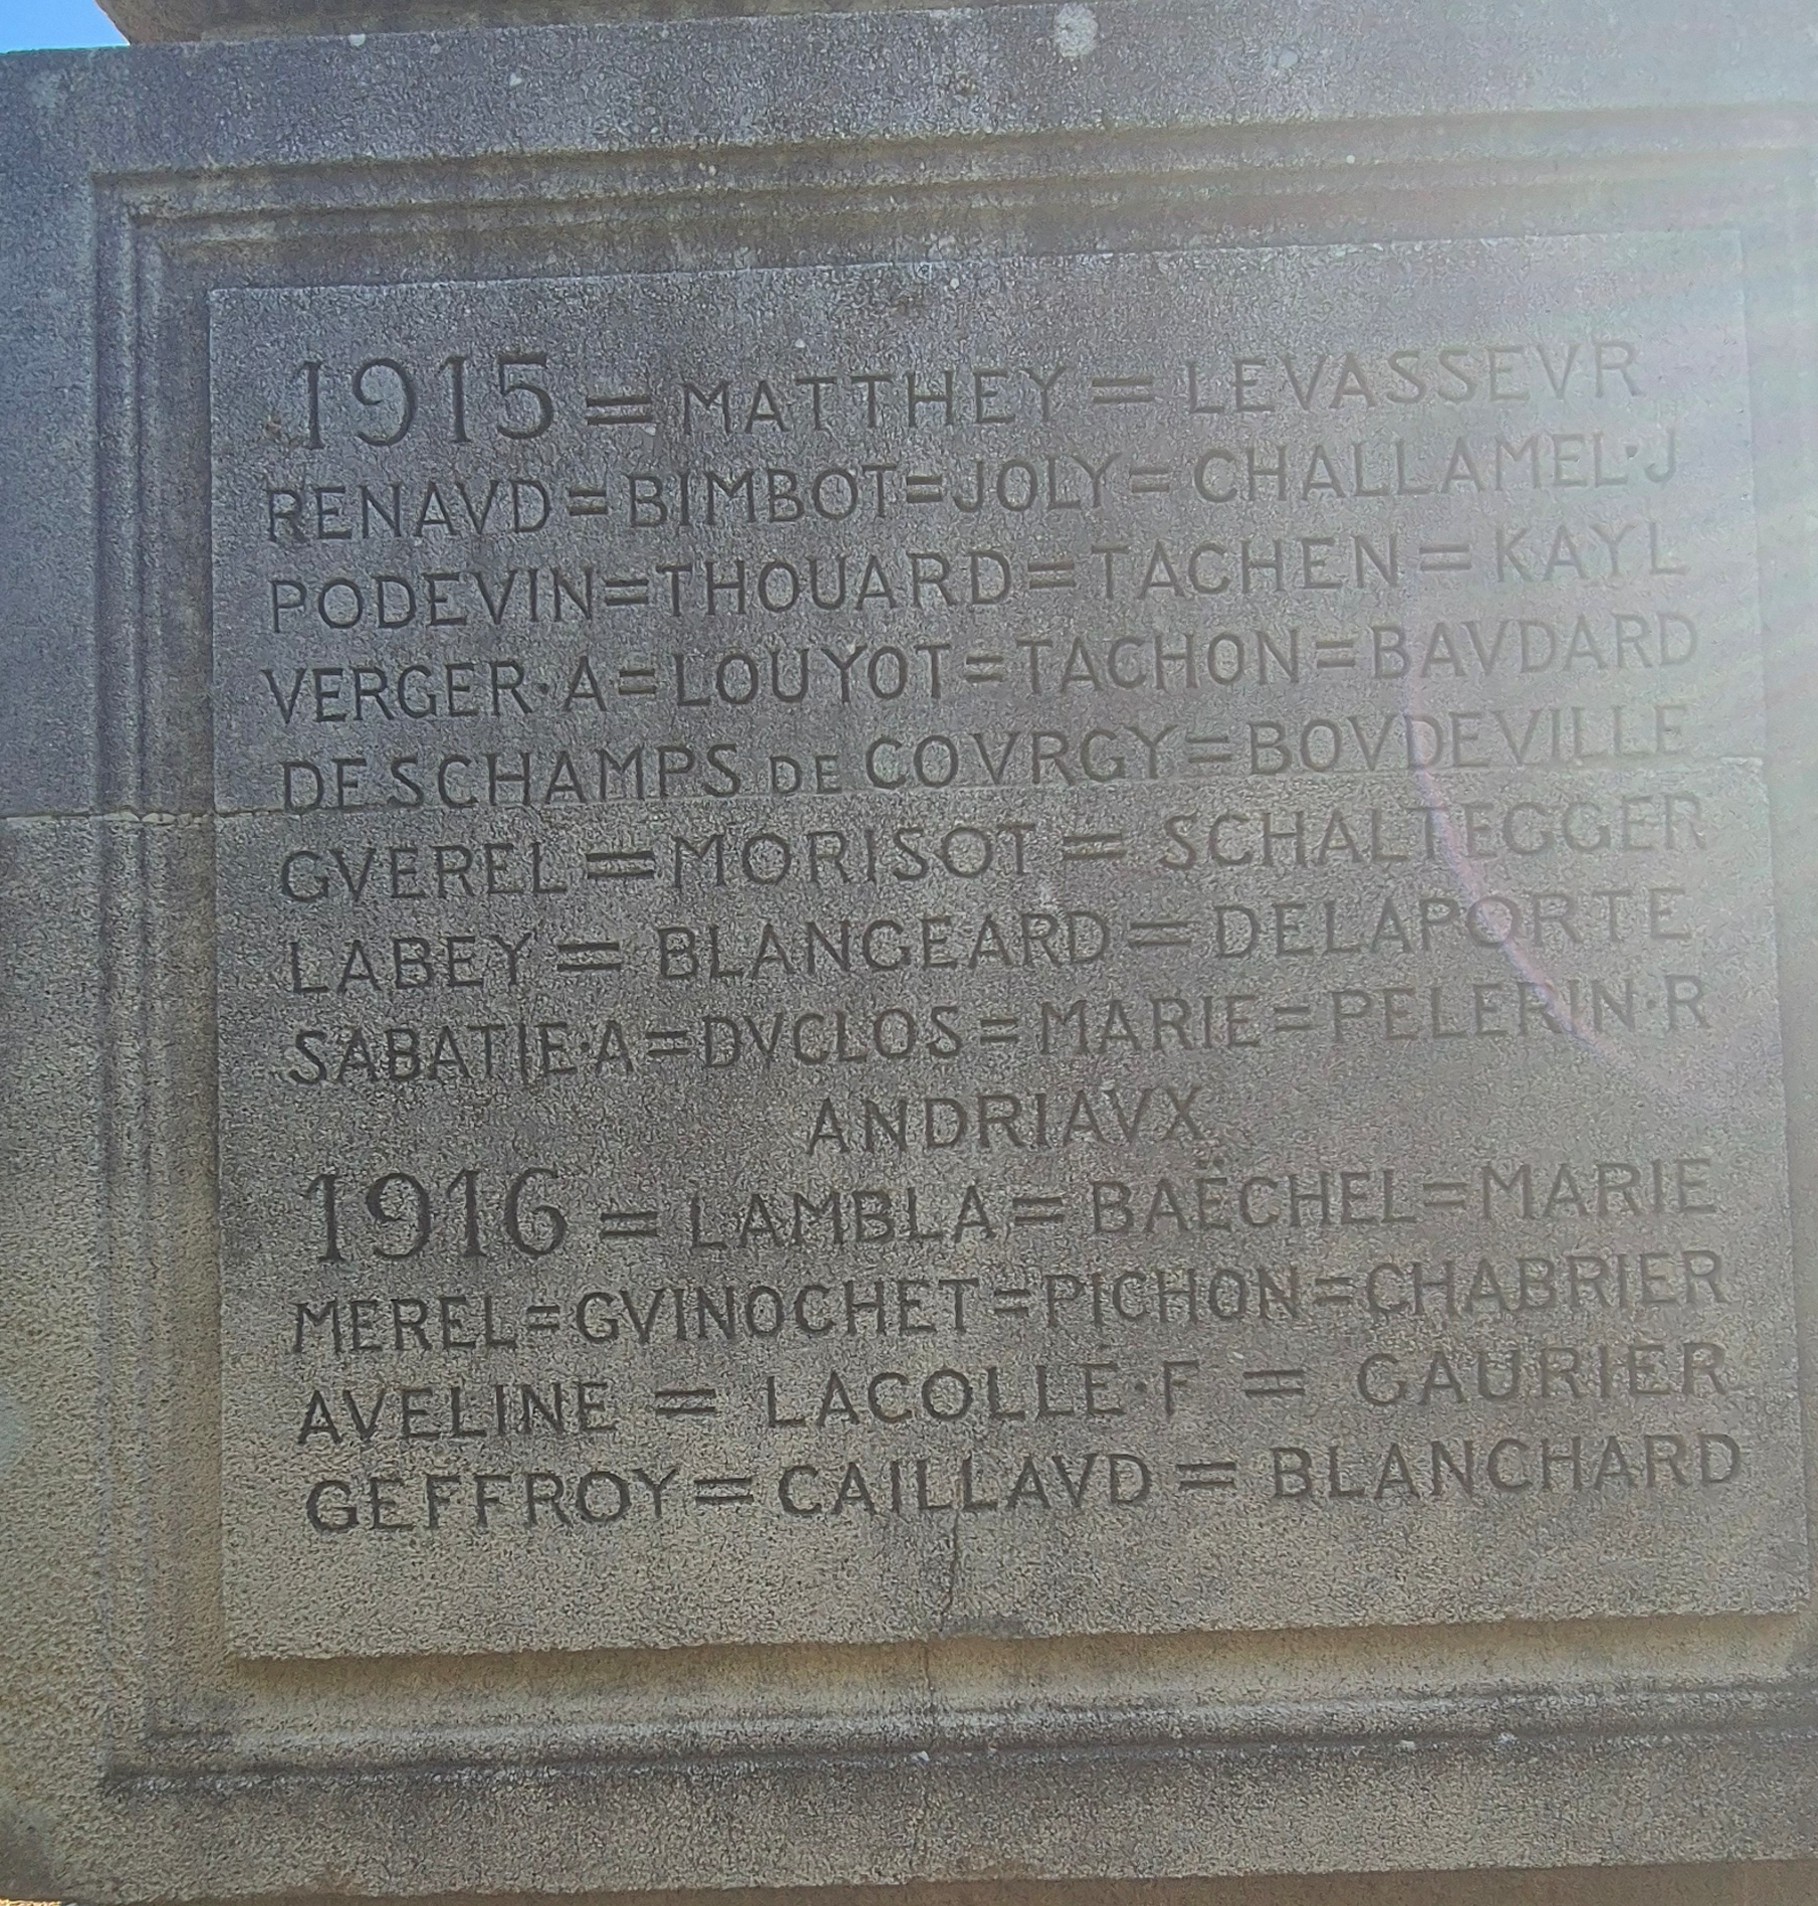 1915 = MATTHEY = LEVASSEVR
RENAVD = BIMBOT = JOLY = CHALLAMEL·J
PODEVIN = THOUARD = TACHEN = KAYL
VERGER·A = LOUYOT = TACHON = BAVDARD
DESCHAMPS DE COVRGY = BOVDEVILLE
GVEREL = MORISOT = SCHALTEGGER
LABEY = BLANGEARD = DELAPORTE
SABATIE·A = DVCLOS = MARIE = PELERIN·R
ANDRIAVX
1916 = LAMBLA = BAËCHEL = MARIE
MEREL = GVINOCHET = PICHON = CHABRIER
AVELINE = LACOLLE·F = GAURIER
GEFFROY = CAILLAVD = BLANCHARD